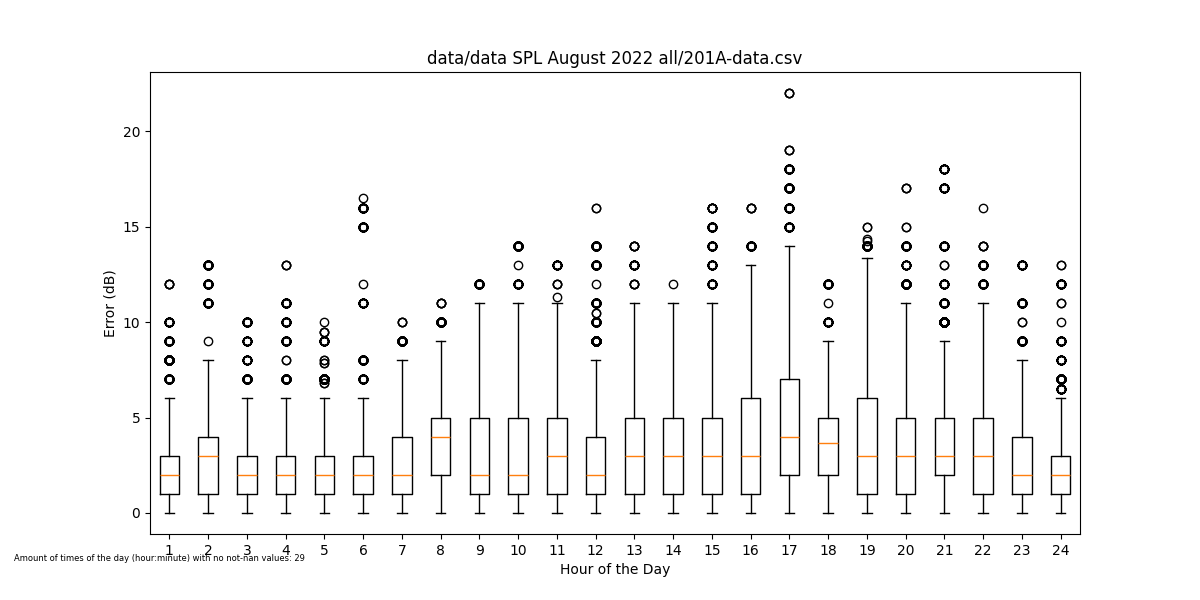 data/data SPL August 2022 all/201A-data.csv
20
15
10
5
0
Error (dB)
1 2 3 4 5 6 7 8 9 10 11 12 13 14 15 16 17 18 19 20 21 22 23 24
Amount of times of the day (hour:minute) with no not-nan values: 29
Hour of the Day